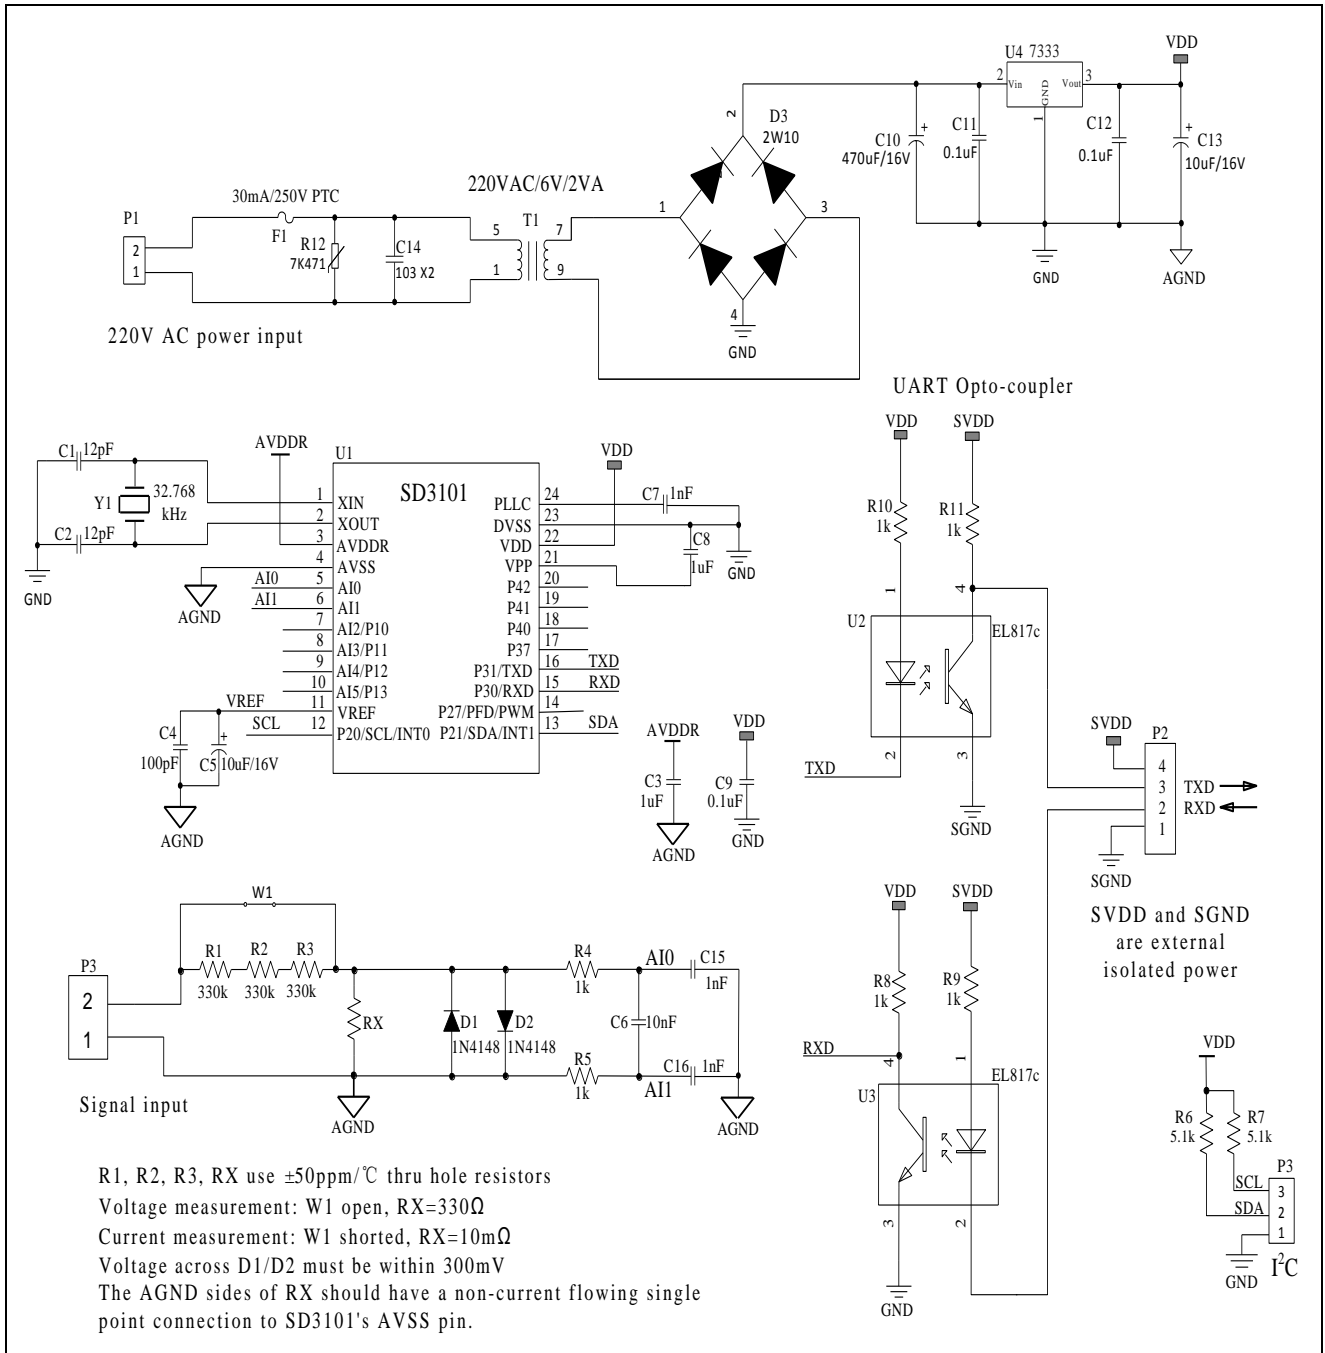 VDD
U4 7333
2
Vin
GND
Vout
3
1
C10
470uF/16V
+
C11
0.1uF
C12
0.1uF
+
C13
10uF/16V
GND
AGND
2
D3
2W10
1
3
4
GND
220VAC/6V/2VA
30mA/250V PTC
P1
F1
2
1
R12
7K471
C14
103 X2
5
T1
7
1
9
220V AC power input
C1
12pF
AVDDR
U1
VDD
Y1
32.768
kHz
C2
12pF
GND
SD3101
1
XIN
2
XOUT
3
AVDDR
4
AVSS
AGND
AI0
5
AI0
AI1
6
AI1
7
AI2/P10
8
AI3/P11
9
AI4/P12
10
AI5/P13
VREF
11
VREF
SCL
12
P20/SCL/INT0
PLLC
24
C7
1nF
DVSS
23
VDD
22
C8
1uF
GND
VPP
21
P42
20
P41
19
P40
18
P37
17
P31/TXD
16
TXD
P30/RXD
15
RXD
P27/PFD/PWM
14
P21/SDA/INT1
13
SDA
C4
100pF
+
C5
10uF/16V
AGND
AVDDR
C3
1uF
AGND
VDD
C9
0.1uF
GND
UART Opto-coupler
VDD
SVDD
R10
1k
R11
1k
1
4
U2
EL817c
2
3
TXD
SGND
SVDD
P2
4
3
TXD
2
RXD
1
SGND
SVDD and SGND
are external
isolated power
VDD
SVDD
R8
1k
R9
1k
RXD
4
1
U3
EL817c
3
2
GND
W1
P3
R1
R2
R3
330k
330k
330k
2
1
RX
D1
1N4148
D2
1N4148
R4
1k
AI0
C15
1nF
C6
10nF
R5
1k
C16
1nF
AI1
AGND
AGND
Signal input
VDD
R6
5.1k
R7
5.1k
P3
SCL
3
SDA
2
1
GND
I²C
R1, R2, R3, RX use ±50ppm/℃ thru hole resistors
Voltage measurement: W1 open, RX=330Ω
Current measurement: W1 shorted, RX=10mΩ
Voltage across D1/D2 must be within 300mV
The AGND sides of RX should have a non-current flowing single
point connection to SD3101's AVSS pin.